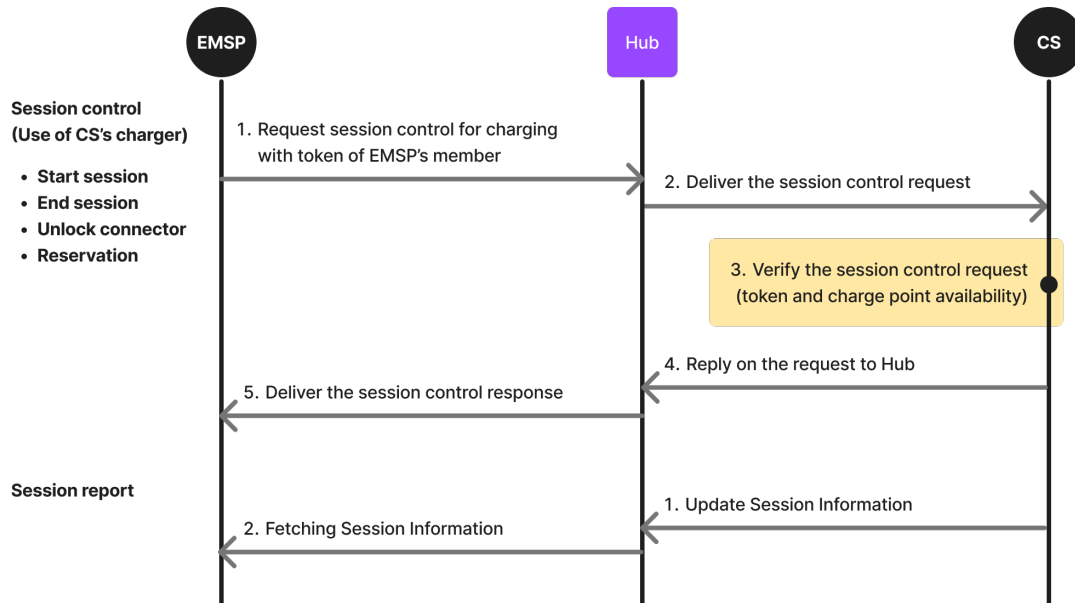 EMSP
Hub
CS
Session control
(Use of CS's charger)
• Start session
• End session
• Unlock connector
• Reservation
1. Request session control for charging
with token of EMSP's member
2. Deliver the session control request
3. Verify the session control request
(token and charge point availability)
4. Reply on the request to Hub
5. Deliver the session control response
Session report
1. Update Session Information
2. Fetching Session Information